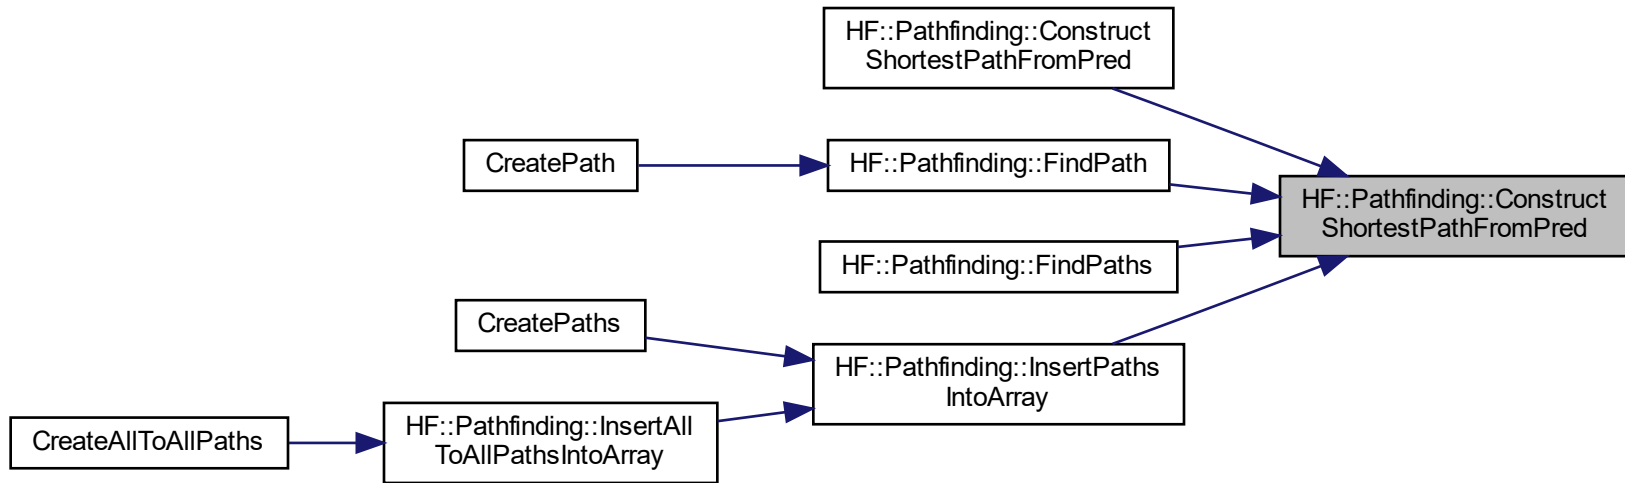 HF::Pathfinding::Construct
ShortestPathFromPred
CreatePath
HF::Pathfinding::FindPath
HF::Pathfinding::Construct
ShortestPathFromPred
HF::Pathfinding::FindPaths
CreatePaths
HF::Pathfinding::InsertPaths
IntoArray
CreateAllToAllPaths
HF::Pathfinding::InsertAll
ToAllPathsIntoArray